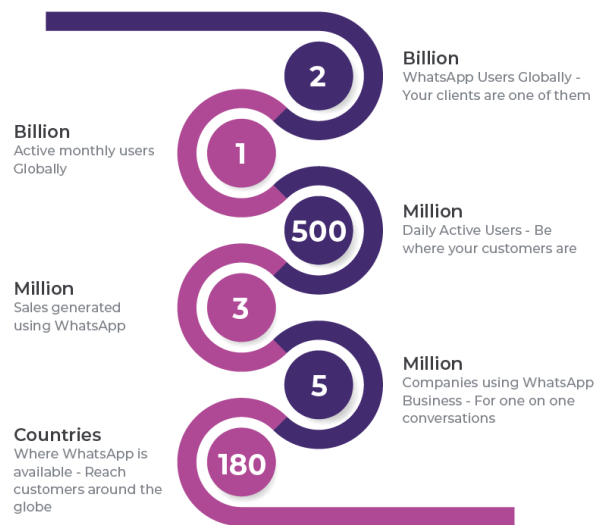 2
Billion
WhatsApp Users Globally -
Your clients are one of them
1
Billion
Active monthly users
Globally
500
Million
Daily Active Users - Be
where your customers are
3
Million
Sales generated
using WhatsApp
5
Million
Companies using WhatsApp
Business - For one on one
conversations
180
Countries
Where WhatsApp is
available - Reach
customers around the
globe